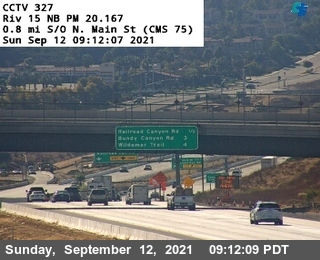 CCTV 327
Riv 15 NB PM 20.167
0.8 mi S/O N. Main St (CMS 75)
Sun Sep 12 09:12:07 2021
Railroad Canyon Rd
Bundy Canyon Rd 3
Wildomar Trail 4
Sunday, September 12, 2021 09:12:09 PDT